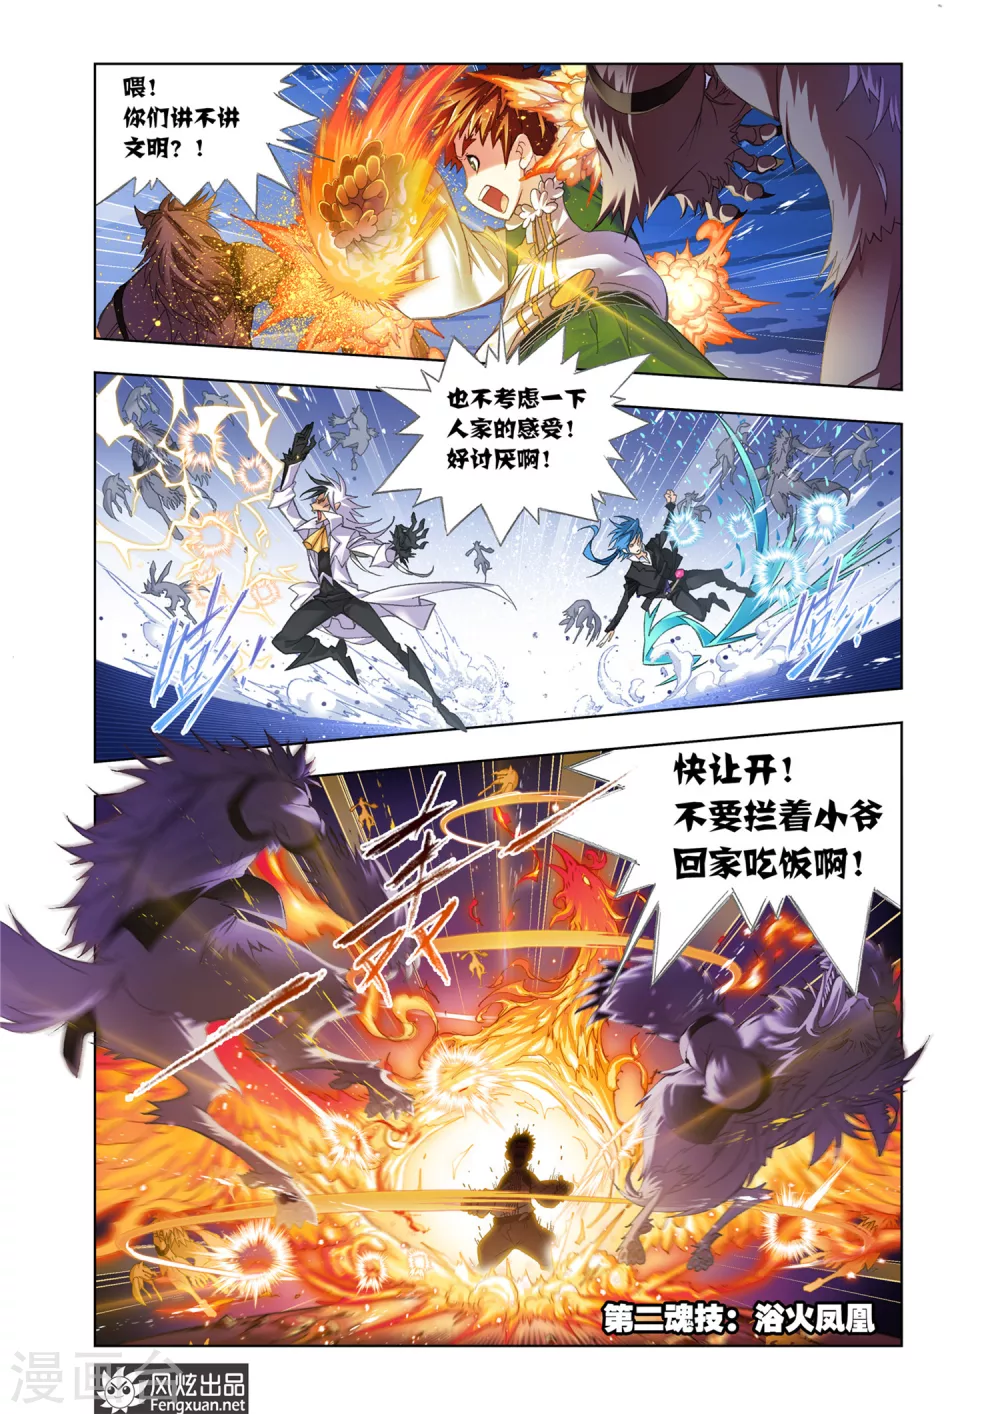 喂！
你们讲不讲
文明？！
也不考虑一下
人家的感受！
好讨厌啊！
嘭
嘭
快让开！
不要拦着小爷
回家吃饭啊！
第二魂技：浴火凤凰
漫画台
风炫出品
Fengxuan.net